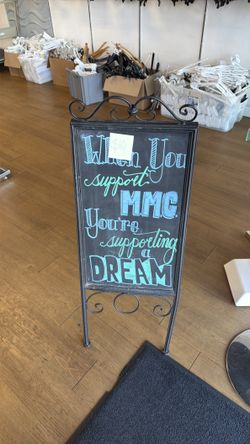 When You
support
MMC
You're
supporting
a
DREAM